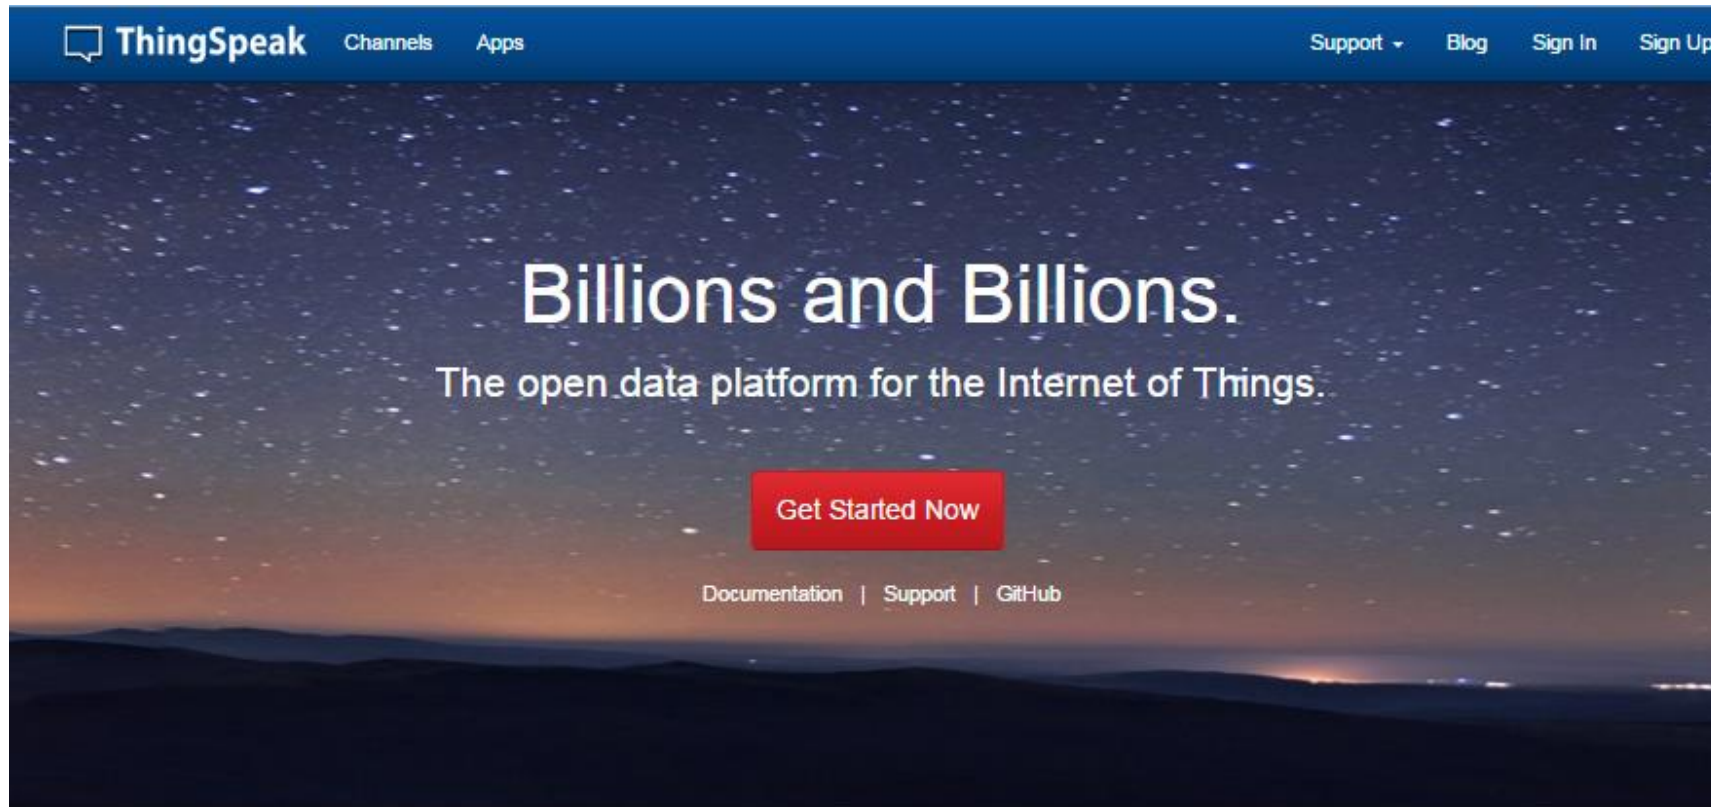 ThingSpeak Channels Apps Support Blog Sign In Sign Up
Billions and Billions.
The open data platform for the Internet of Things.
Get Started Now
Documentation | Support | GitHub